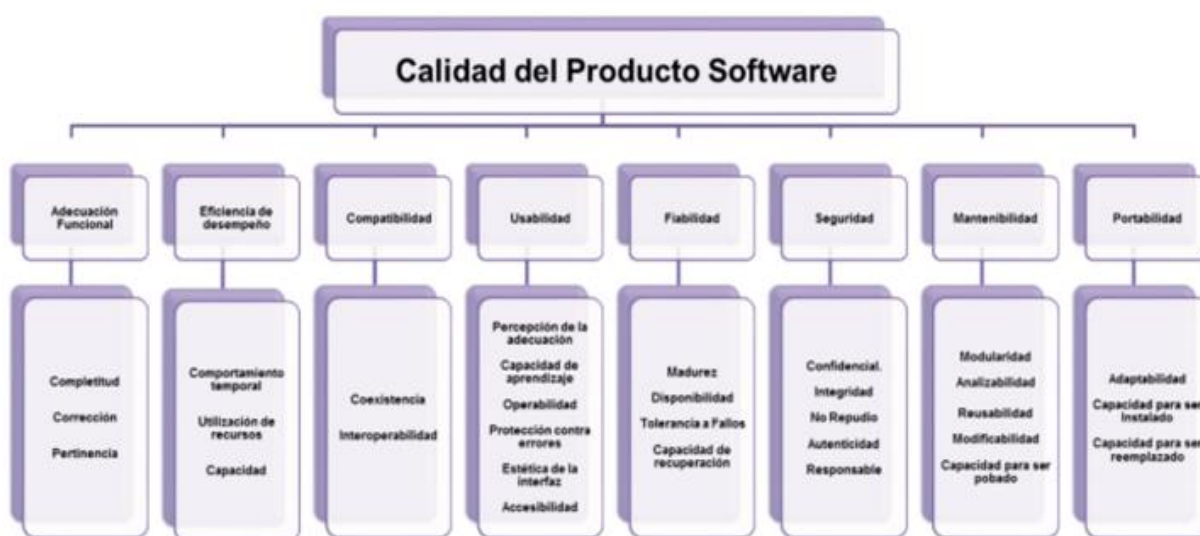 Calidad del Producto Software
Adecuación
Funcional
Eficiencia de
desempeño
Compatibilidad
Usabilidad
Fiabilidad
Seguridad
Mantenibilidad
Portabilidad
Completitud
Corrección
Pertinencia
Comportamiento
temporal
Utilización de
recursos
Capacidad
Coexistencia
Interoperabilidad
Percepción de la
adecuación
Capacidad de
aprendizaje
Operabilidad
Protección contra
errores
Estética de la
interfaz
Accesibilidad
Madurez
Disponibilidad
Tolerancia a Fallos
Capacidad de
recuperación
Confidencial.
Integridad
No Repudio
Autenticidad
Responsable
Modularidad
Analizabilidad
Reusabilidad
Modificabilidad
Capacidad para ser
pobado
Adaptabilidad
Capacidad para ser
Instalado
Capacidad para ser
reemplazado